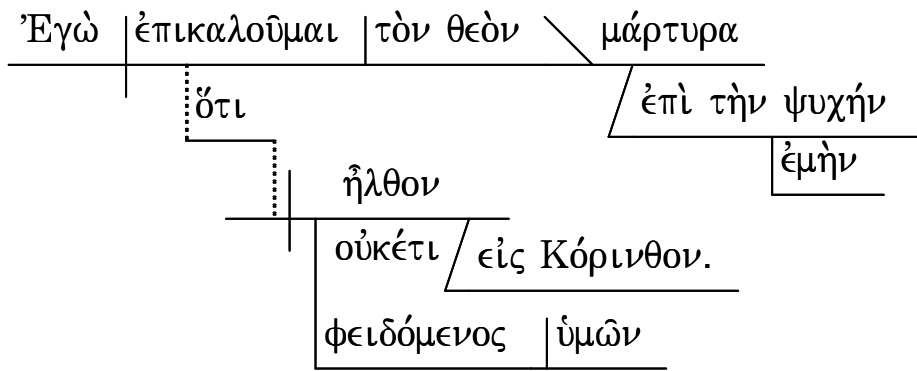 Ἐγὼ ἐπικαλοῦμαι τὸν θεὸν μάρτυρα
ὅτι ἐπὶ τὴν ψυχήν
ἐμὴν
ἦλθον
οὐκέτι εἰς Κόρινθον.
φειδόμενος ὑμῶν